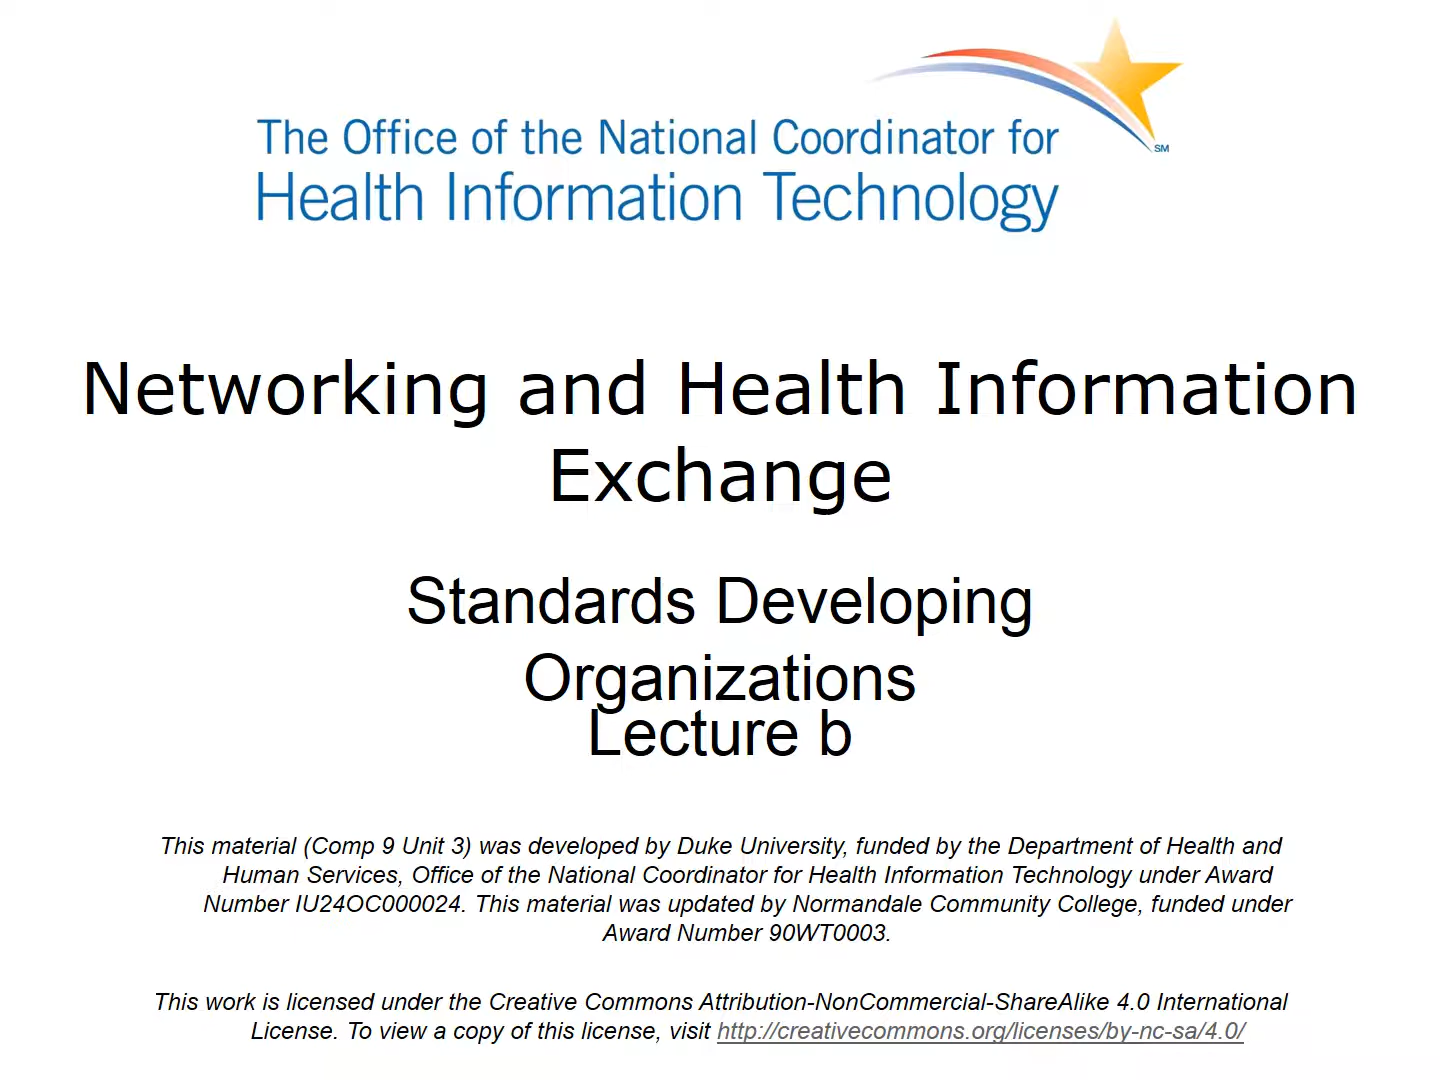 The Office of the National Coordinator for
Health Information Technology
SM
Networking and Health Information
Exchange
Standards Developing
Organizations
Lecture b
This material (Comp 9 Unit 3) was developed by Duke University, funded by the Department of Health and
Human Services, Office of the National Coordinator for Health Information Technology under Award
Number IU24OC000024. This material was updated by Normandale Community College, funded under
Award Number 90WT0003.
This work is licensed under the Creative Commons Attribution-NonCommercial-ShareAlike 4.0 International
License. To view a copy of this license, visit http://creativecommons.org/licenses/by-nc-sa/4.0/